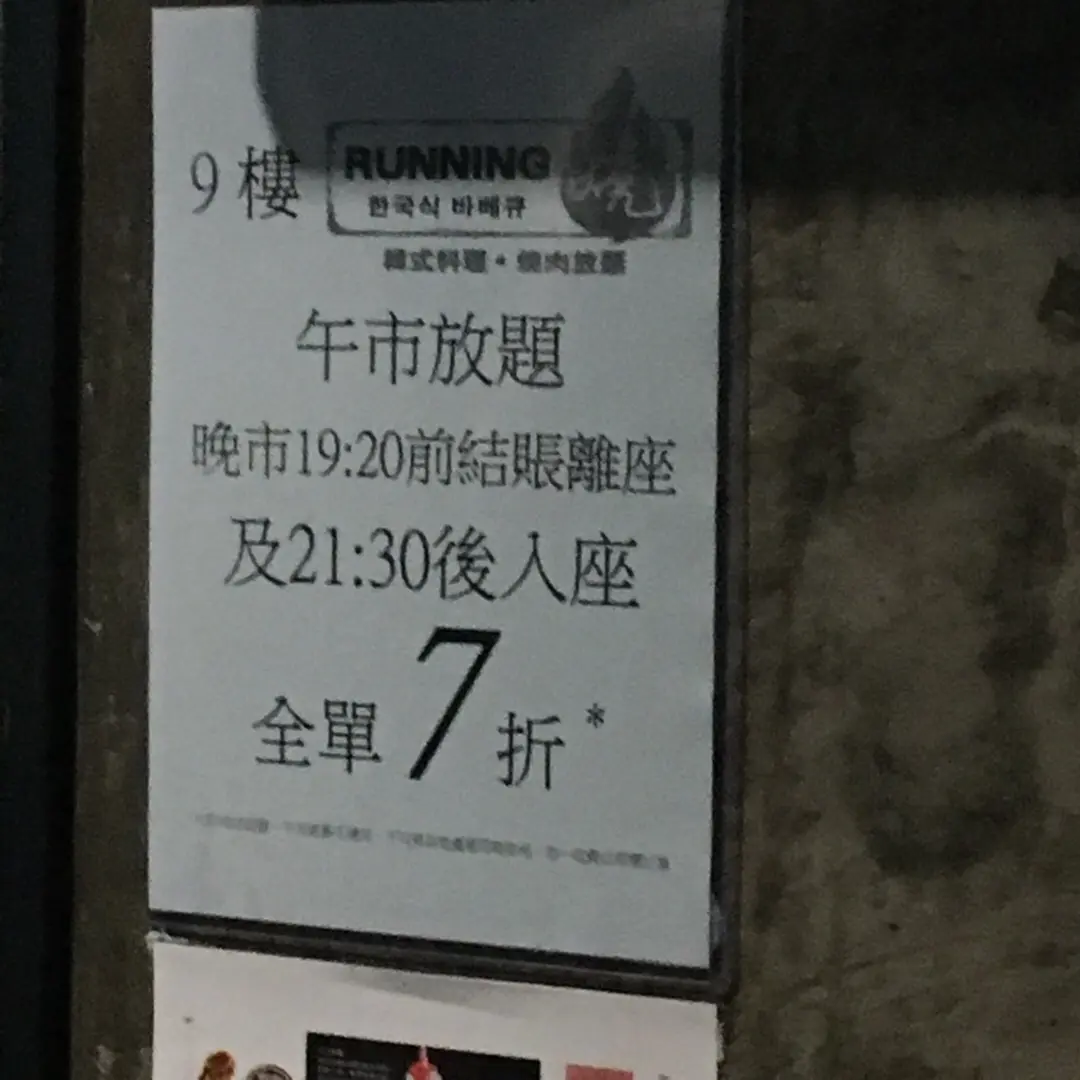 9樓 RUNNING 燒
한국식 바베큐
韓式料理・燒肉放題
午市放題
晚市19:20前結賬離座
及21:30後入座
全單7折*